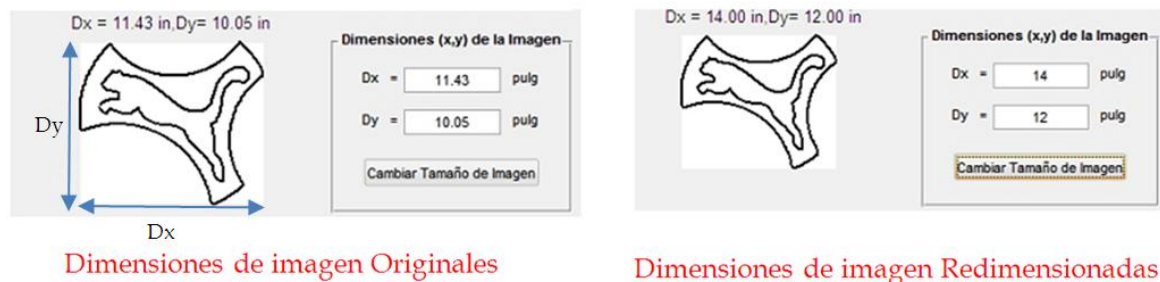 Dx = 11.43 in,Dy= 10.05 in
Dy
Dx
Dimensiones (x,y) de la Imagen
Dx = 11.43 pulg
Dy = 10.05 pulg
Cambiar Tamaño de Imagen
Dimensiones de imagen Originales
Dx = 14.00 in,Dy= 12.00 in
Dimensiones (x,y) de la Imagen
Dx = 14 pulg
Dy = 12 pulg
Cambiar Tamaño de Imagen
Dimensiones de imagen Redimensionadas